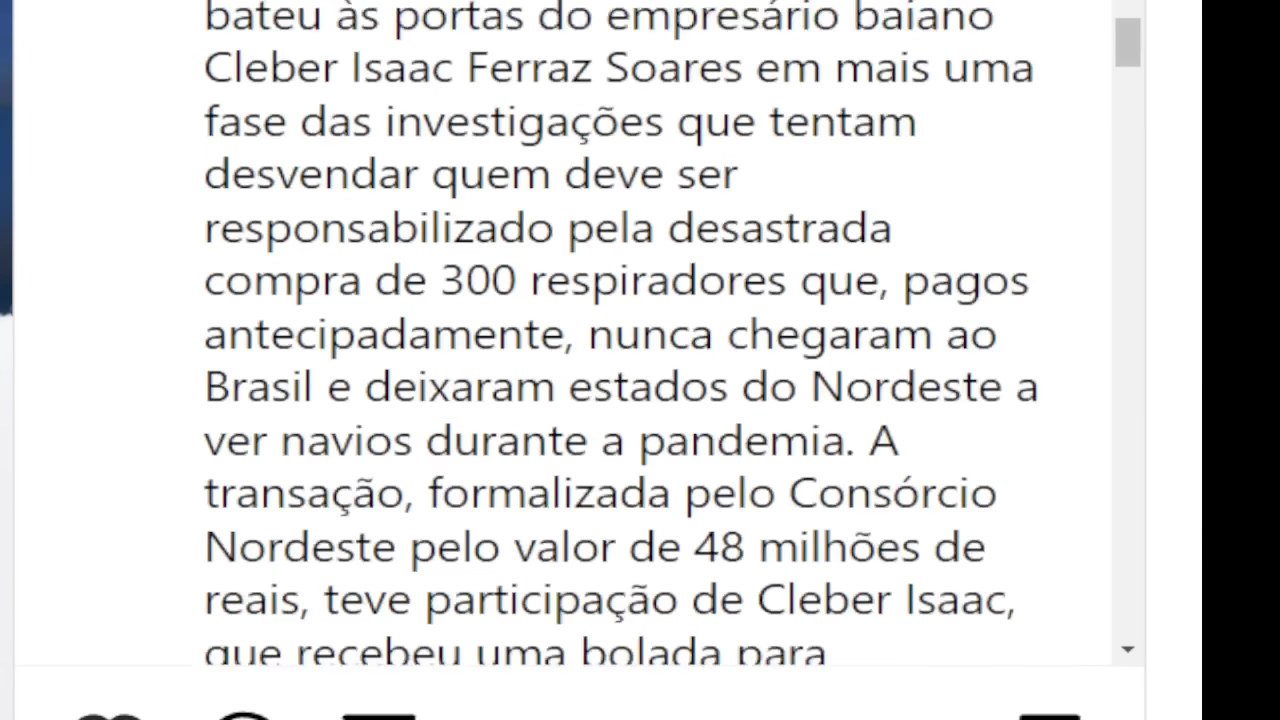 bateu às portas do empresário baiano
Cleber Isaac Ferraz Soares em mais uma
fase das investigações que tentam
desvendar quem deve ser
responsabilizado pela desastrada
compra de 300 respiradores que, pagos
antecipadamente, nunca chegaram ao
Brasil e deixaram estados do Nordeste a
ver navios durante a pandemia. A
transação, formalizada pelo Consórcio
Nordeste pelo valor de 48 milhões de
reais, teve participação de Cleber Isaac,
que recebeu uma bolada para